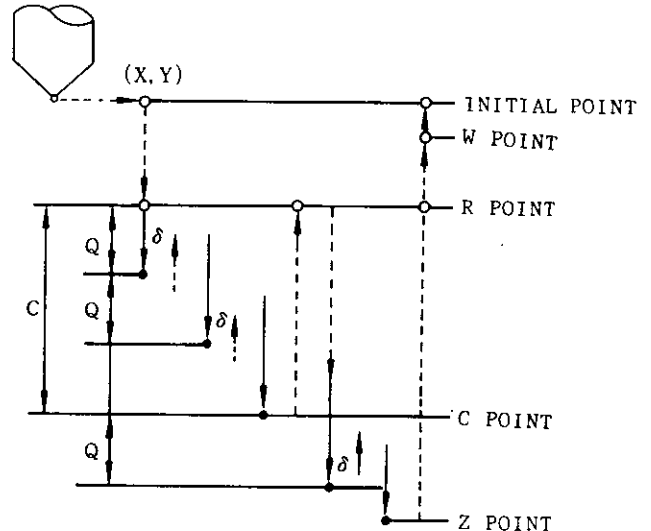 (X,Y)
INITIAL POINT
W POINT
R POINT
Q
δ
Q
δ
C
C POINT
Q
δ
Z POINT